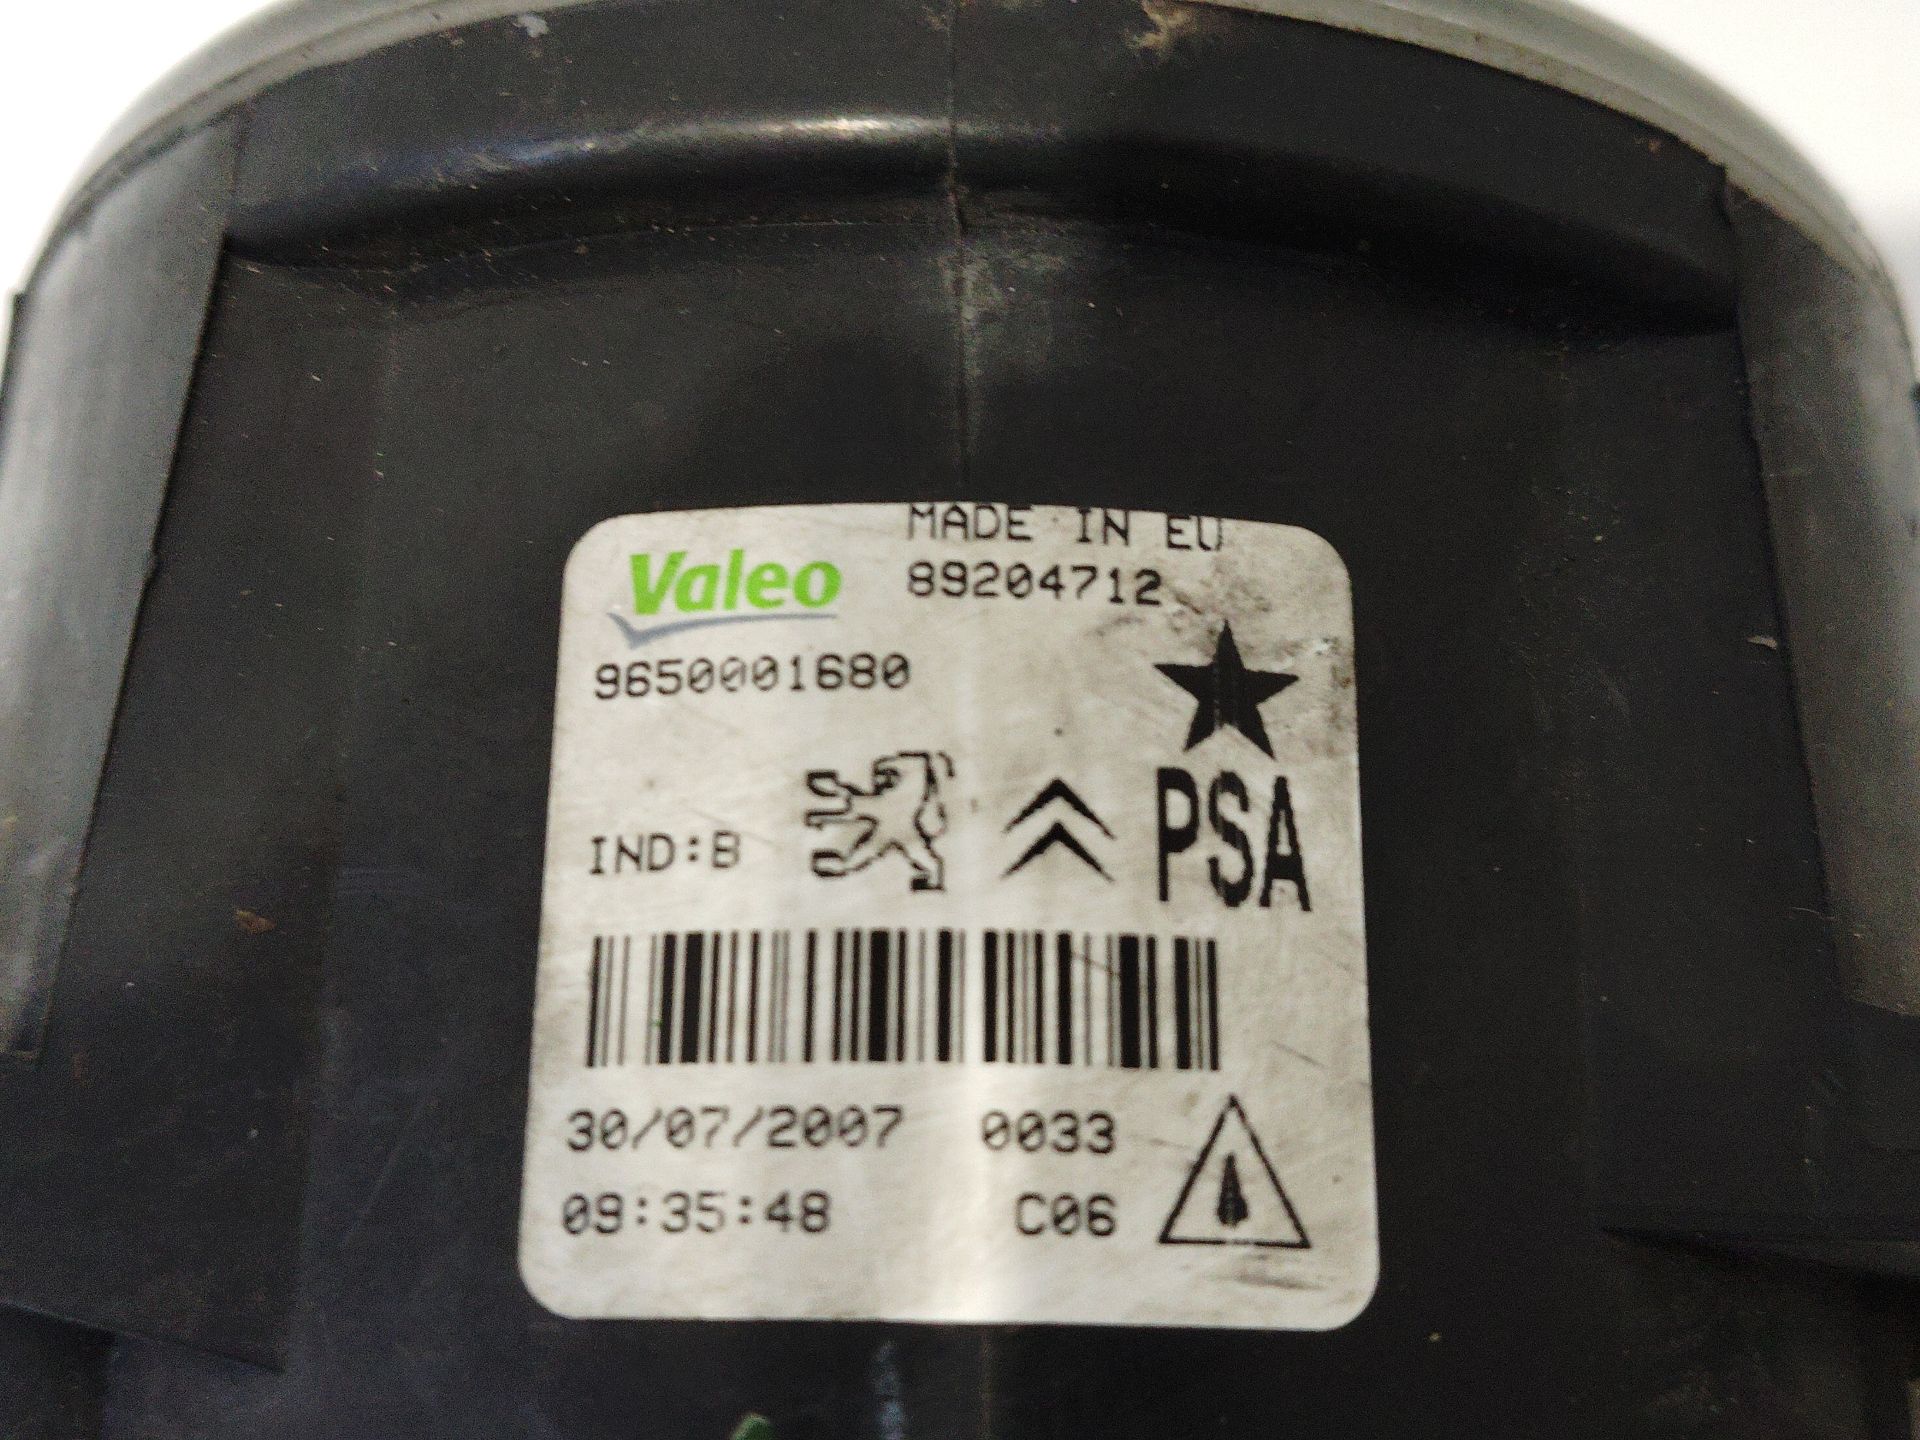 MADE IN EU
Valeo 89204712
9650001680
IND:B PSA
30/07/2007 0033
09:35:48 C06